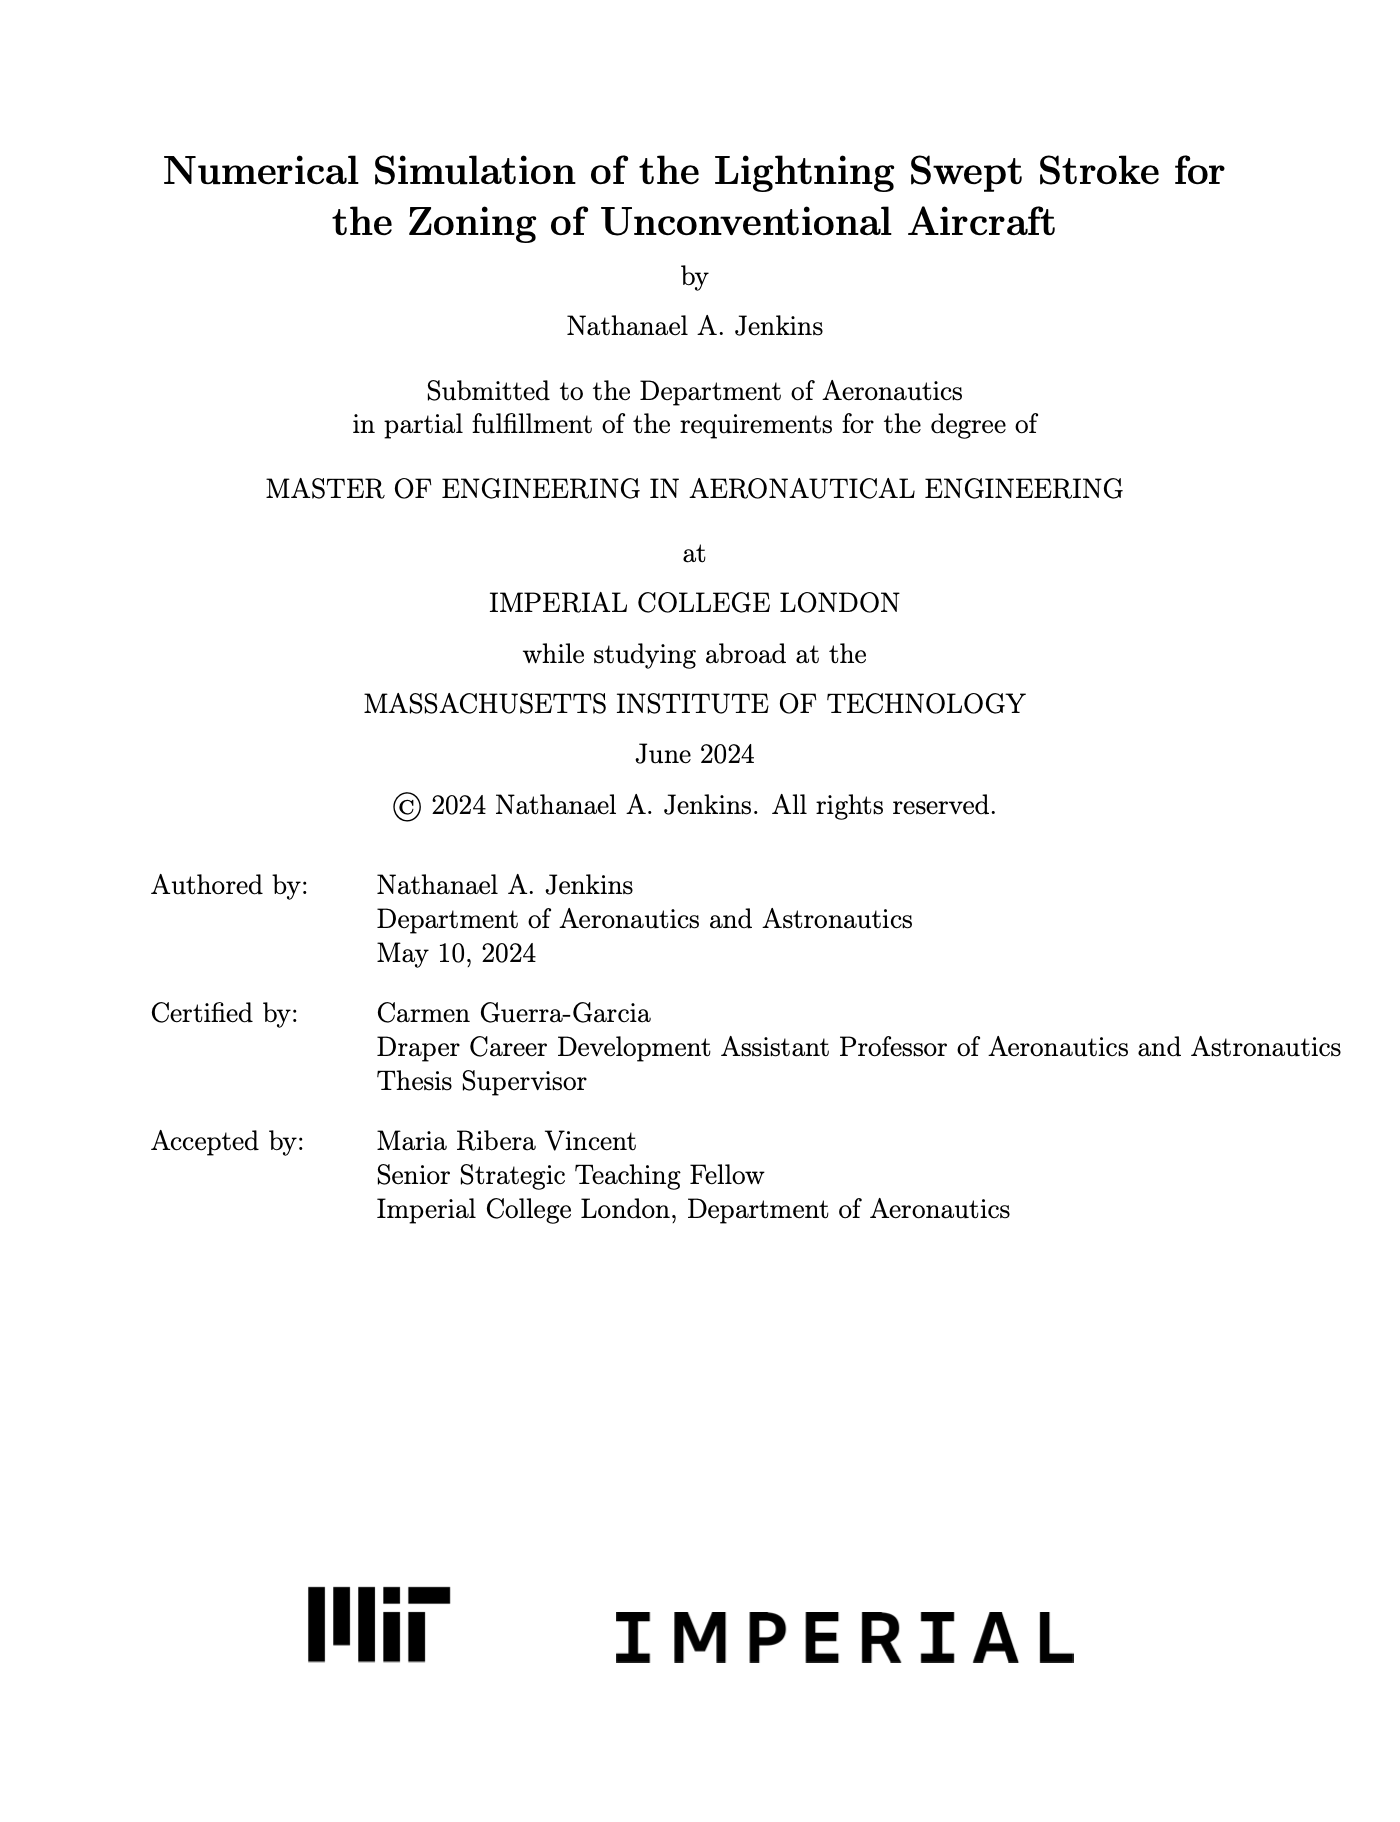 Numerical Simulation of the Lightning Swept Stroke for
the Zoning of Unconventional Aircraft
by
Nathanael A. Jenkins
Submitted to the Department of Aeronautics
in partial fulfillment of the requirements for the degree of
MASTER OF ENGINEERING IN AERONAUTICAL ENGINEERING
at
IMPERIAL COLLEGE LONDON
while studying abroad at the
MASSACHUSETTS INSTITUTE OF TECHNOLOGY
June 2024
© 2024 Nathanael A. Jenkins. All rights reserved.
Authored by: Nathanael A. Jenkins
Department of Aeronautics and Astronautics
May 10, 2024
Certified by: Carmen Guerra-Garcia
Draper Career Development Assistant Professor of Aeronautics and Astronautics
Thesis Supervisor
Accepted by: Maria Ribera Vincent
Senior Strategic Teaching Fellow
Imperial College London, Department of Aeronautics
MIT IMPERIAL